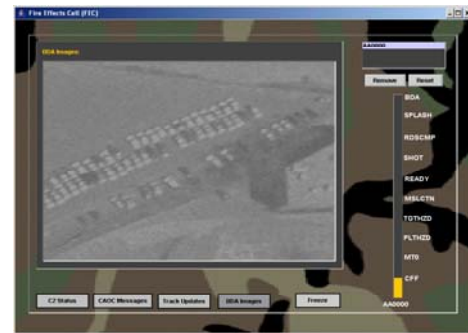 Fire Effects Cell (FEC)
BDA Images:
AA0000
Remove Reset
BDA
SPLASH
RDSCMP
SHOT
READY
MSLCTN
TGTHZD
FLTHZD
MTO
CFF
AA0000
C2 Status CAOC Messages Track Updates BDA Images Freeze